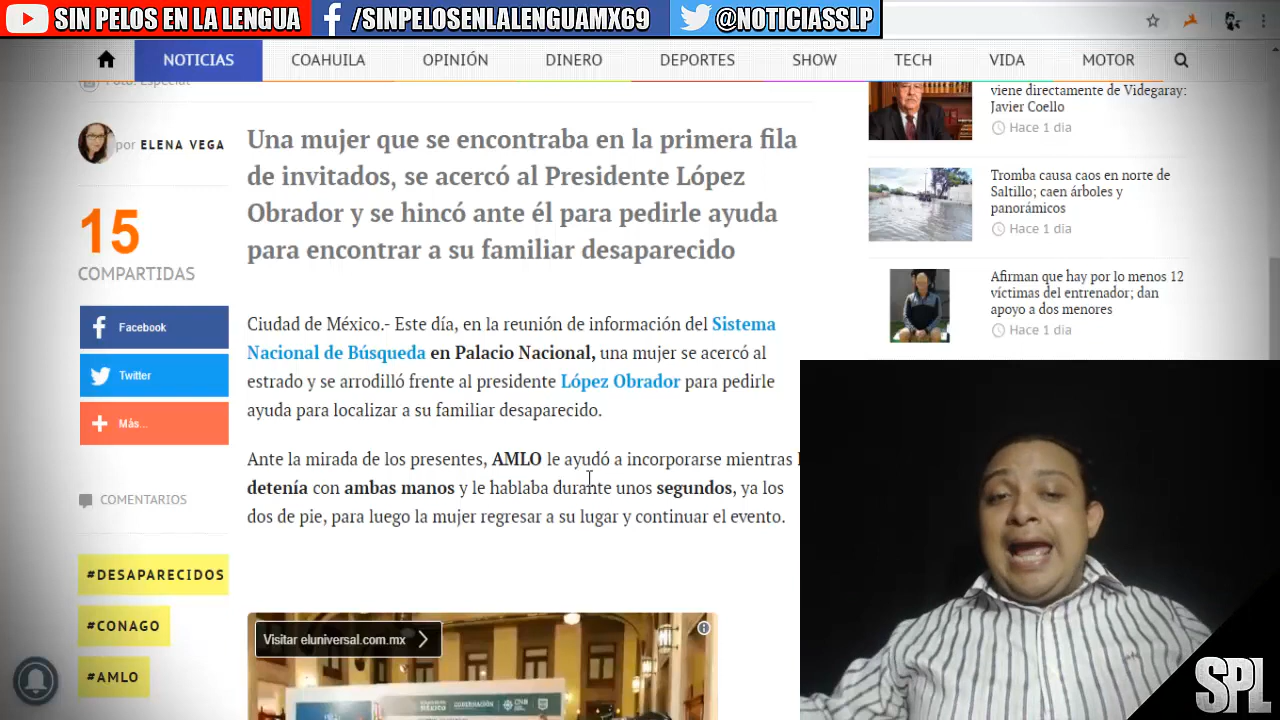 SIN PELOS EN LA LENGUA
/SINPELOSENLALENGUAMX69
@NOTICIASSLP
NOTICIAS
COAHUILA
OPINIÓN
DINERO
DEPORTES
SHOW
TECH
VIDA
MOTOR
Foto: Especial
por ELENA VEGA
15
COMPARTIDAS
Facebook
Twitter
Más...
COMENTARIOS
#DESAPARECIDOS
#CONAGO
#AMLO
Una mujer que se encontraba en la primera fila
de invitados, se acercó al Presidente López
Obrador y se hincó ante él para pedirle ayuda
para encontrar a su familiar desaparecido
Ciudad de México.- Este día, en la reunión de información del Sistema
Nacional de Búsqueda en Palacio Nacional, una mujer se acercó al
estrado y se arrodilló frente al presidente López Obrador para pedirle
ayuda para localizar a su familiar desaparecido.
Ante la mirada de los presentes, AMLO le ayudó a incorporarse mientras
detenía con ambas manos y le hablaba durante unos segundos, ya los
dos de pie, para luego la mujer regresar a su lugar y continuar el evento.
Visitar eluniversal.com.mx
GOBERNACIÓN
viene directamente de Videgaray:
Javier Coello
Hace 1 dia
Tromba causa caos en norte de
Saltillo; caen árboles y
panorámicos
Hace 1 dia
Afirman que hay por lo menos 12
víctimas del entrenador; dan
apoyo a dos menores
Hace 1 dia
SPL